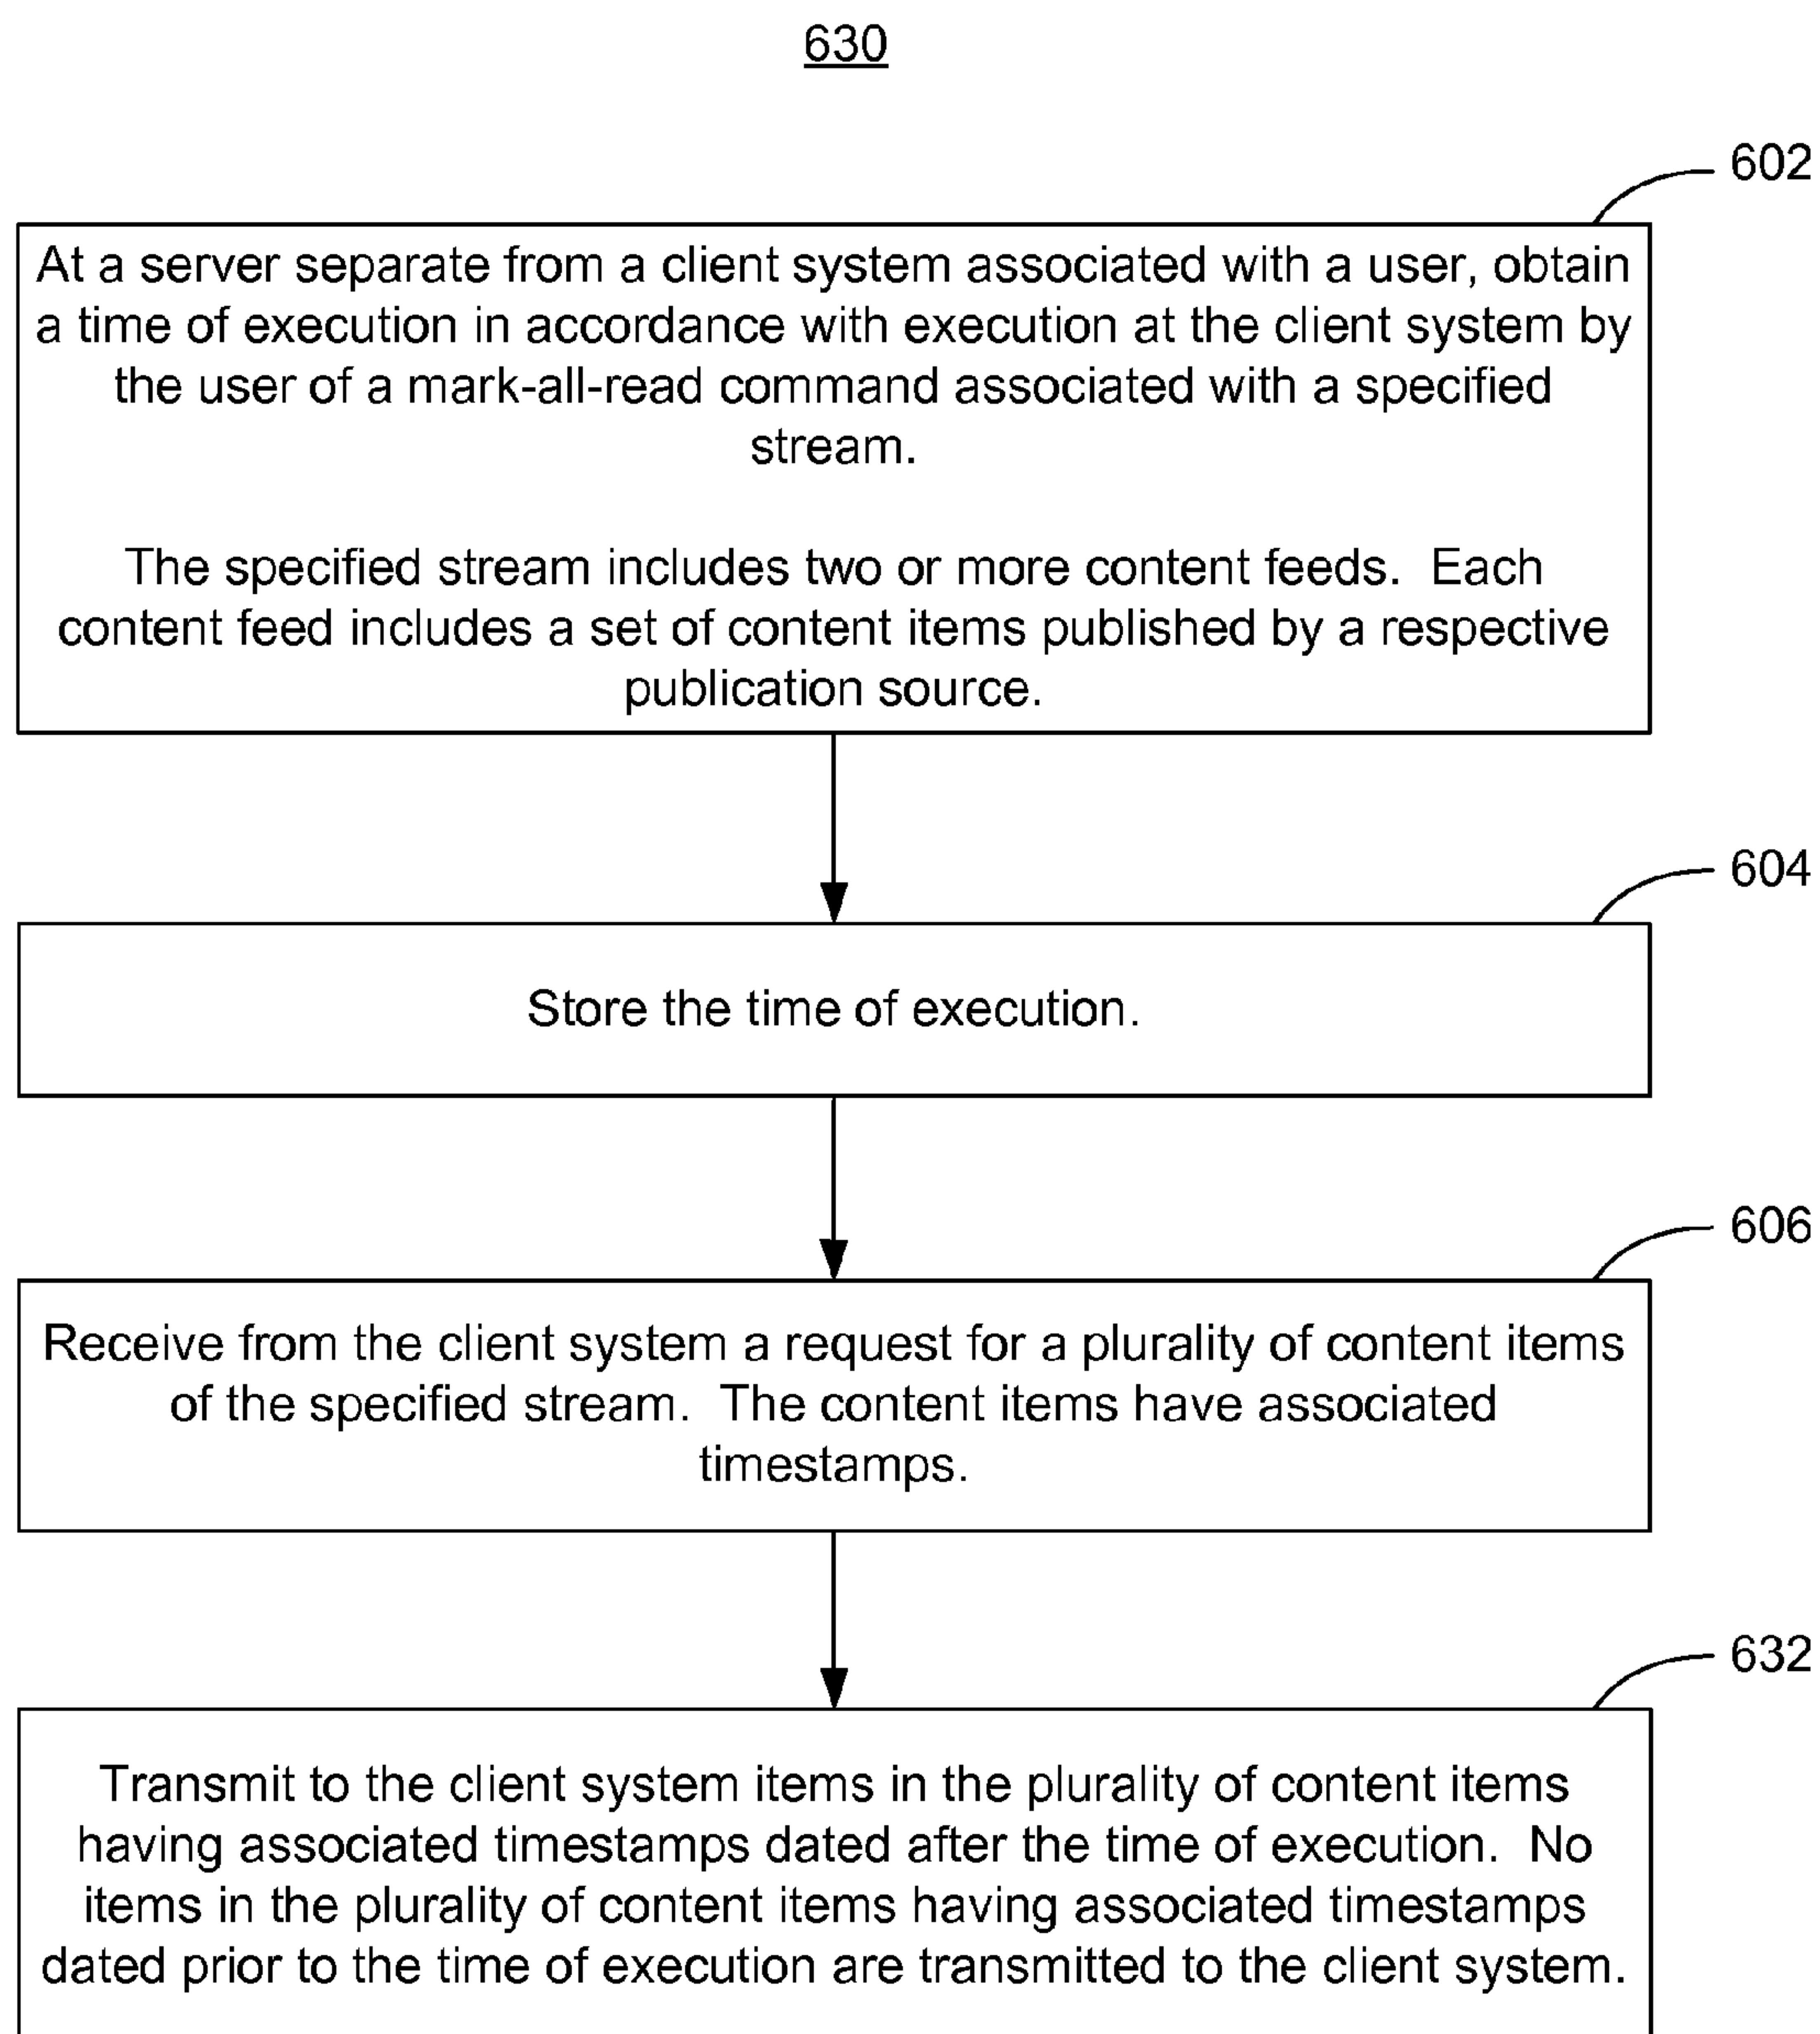 630
602
At a server separate from a client system associated with a user, obtain
a time of execution in accordance with execution at the client system by
the user of a mark-all-read command associated with a specified
stream.
The specified stream includes two or more content feeds.  Each
content feed includes a set of content items published by a respective
publication source.
604
Store the time of execution.
606
Receive from the client system a request for a plurality of content items
of the specified stream.  The content items have associated
timestamps.
632
Transmit to the client system items in the plurality of content items
having associated timestamps dated after the time of execution.  No
items in the plurality of content items having associated timestamps
dated prior to the time of execution are transmitted to the client system.